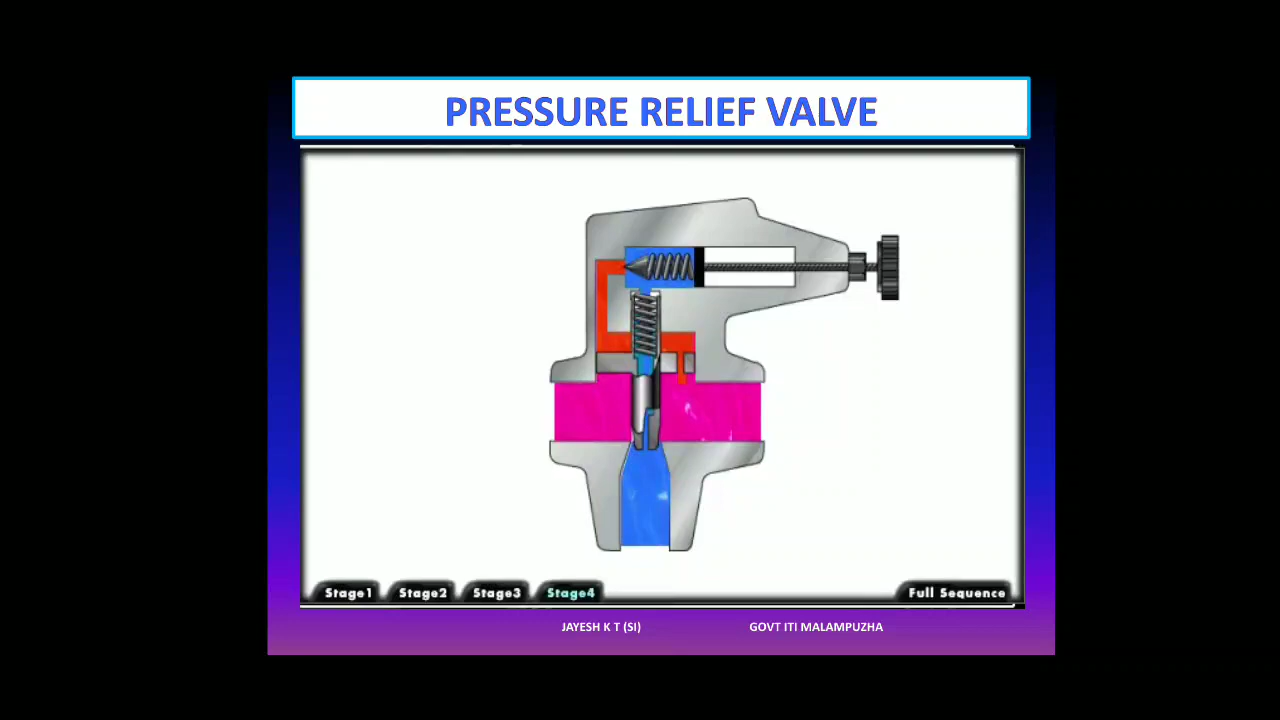 PRESSURE RELIEF VALVE
Stage1 Stage2 Stage3 Stage4 Full Sequence
JAYESH K T (SI) GOVT ITI MALAMPUZHA